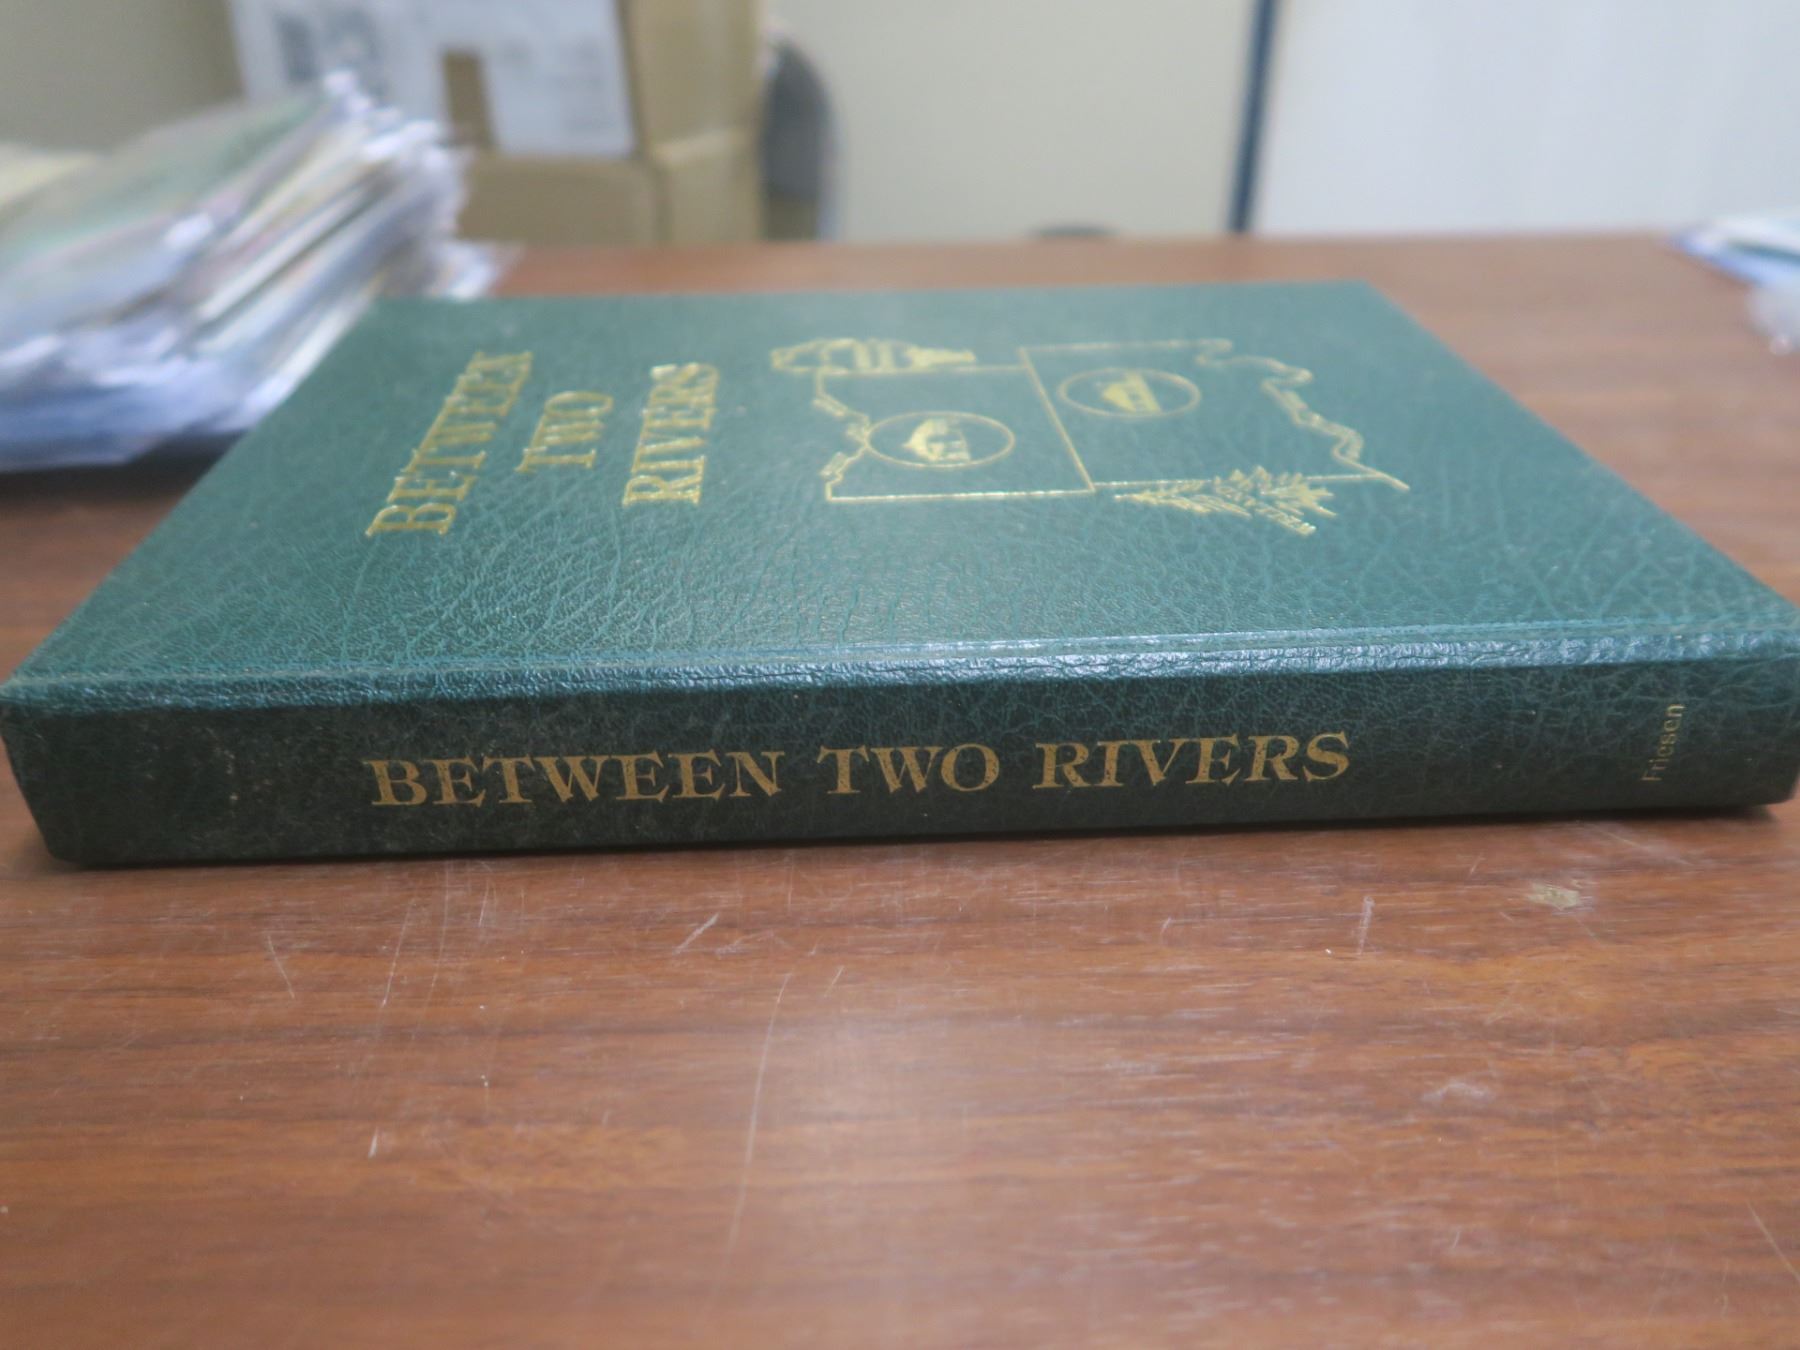 BETWEEN
TWO
RIVERS
BETWEEN TWO RIVERS
Friesen